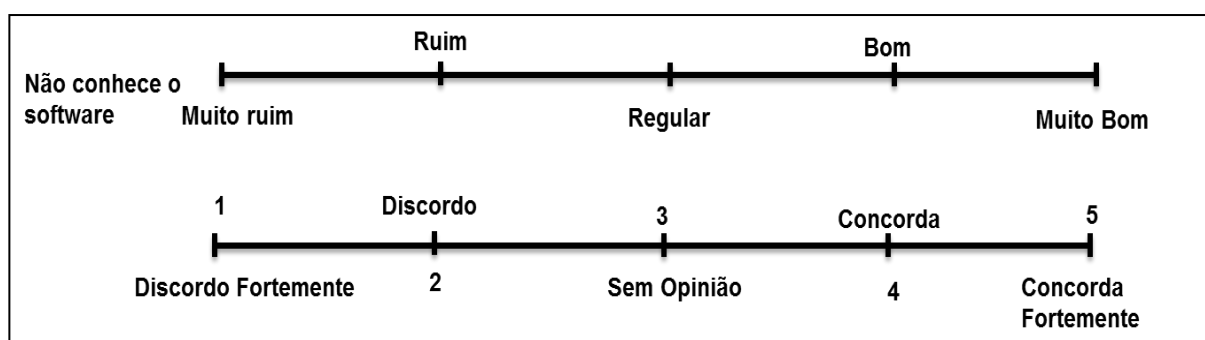 Ruim
Bom
Não conhece o
software
Muito ruim
Regular
Muito Bom
1
Discordo
3
Concorda
5
Discordo Fortemente
2
Sem Opinião
4
Concorda
Fortemente